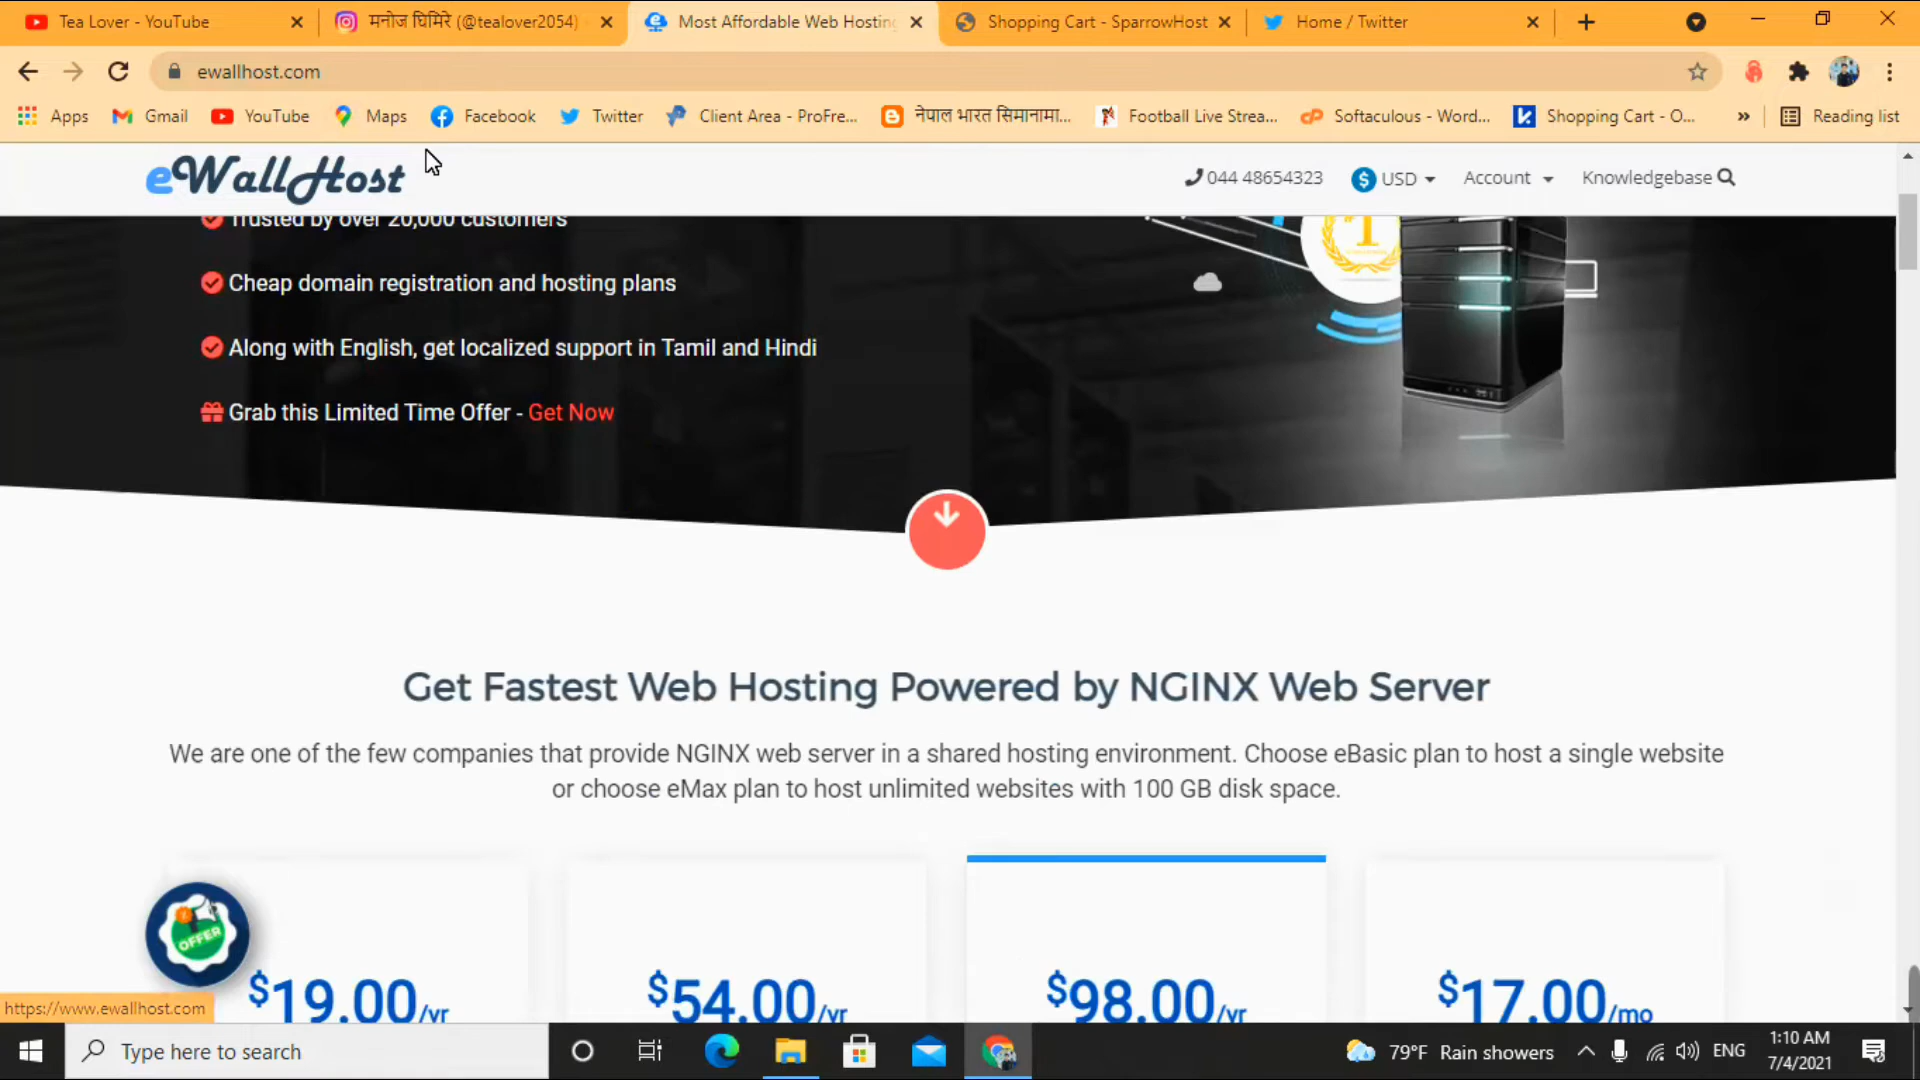 Tea Lover - YouTube
मनोज घिमिरे (@tealover2054)
Most Affordable Web Hosting
Shopping Cart - SparrowHost
Home / Twitter
ewallhost.com
Apps
Gmail
YouTube
Maps
Facebook
Twitter
Client Area - ProFre...
नेपाल भारत सिमानामा...
Football Live Strea...
Softaculous - Word...
Shopping Cart - O...
»
Reading list
eWallHost
044 48654323
USD
Account
Knowledgebase
Trusted by over 20,000 customers
Cheap domain registration and hosting plans
Along with English, get localized support in Tamil and Hindi
Grab this Limited Time Offer - Get Now
1
Get Fastest Web Hosting Powered by NGINX Web Server
We are one of the few companies that provide NGINX web server in a shared hosting environment. Choose eBasic plan to host a single website
or choose eMax plan to host unlimited websites with 100 GB disk space.
OFFER
$19.00/yr
$54.00/yr
$98.00/yr
$17.00/mo
https://www.ewallhost.com
Type here to search
79°F Rain showers
ENG
1:10 AM
7/4/2021